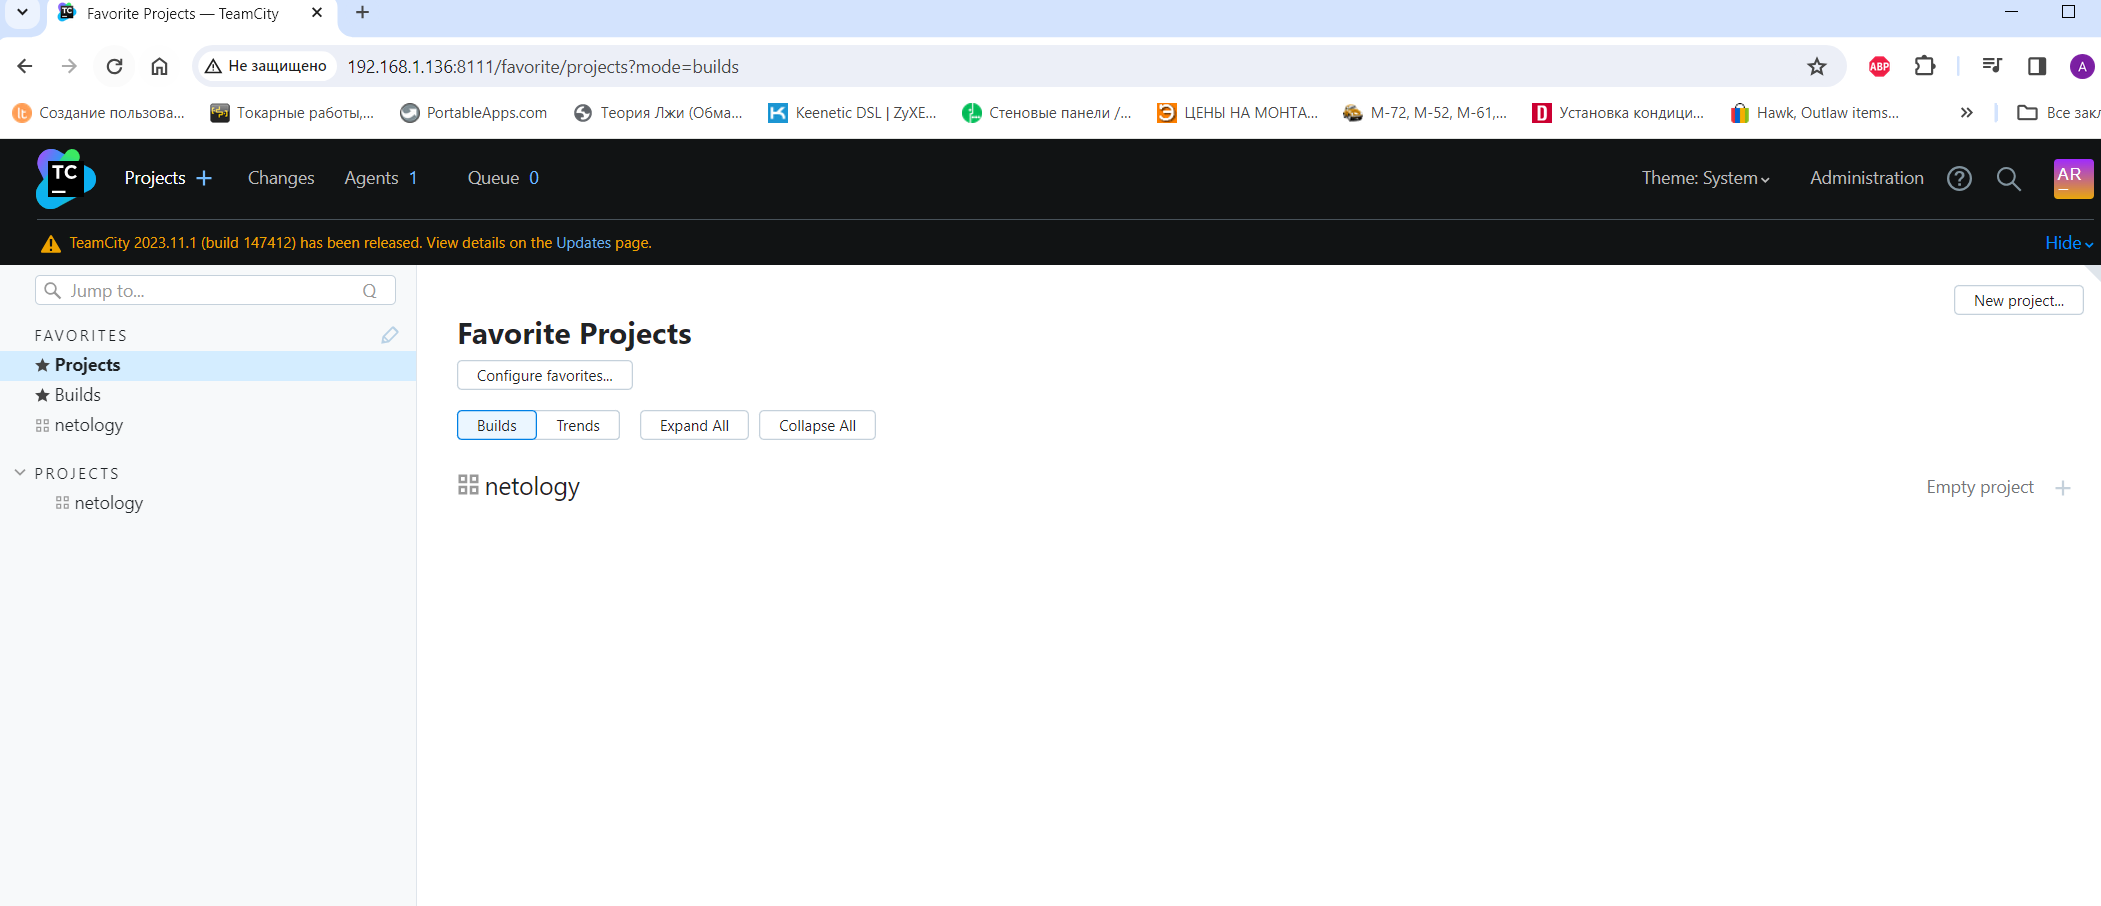 Favorite Projects — TeamCity
Не защищено 192.168.1.136:8111/favorite/projects?mode=builds ABP A
lt Создание пользова... Токарные работы,... PortableApps.com Теория Лжи (Обма... Keenetic DSL | ZyXE... Стеновые панели /... ЦЕНЫ НА МОНТА... М-72, М-52, М-61,... D Установка кондици... Hawk, Outlaw items... » Все закл
TC Projects + Changes Agents 1 Queue 0 Theme: System Administration ? AR
TeamCity 2023.11.1 (build 147412) has been released. View details on the Updates page. Hide
Jump to... Q
New project...
FAVORITES
Favorite Projects
Projects
Configure favorites...
Builds
Builds Trends Expand All Collapse All
netology
PROJECTS
netology Empty project +
netology